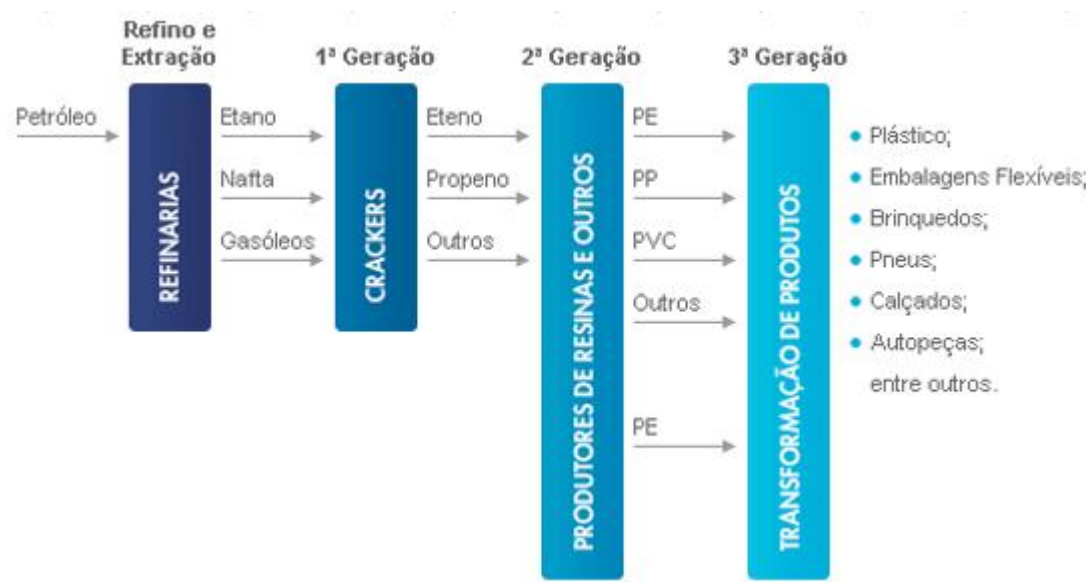 Refino e
Extração
1ª Geração
2ª Geração
3ª Geração
Petróleo
REFINARIAS
Etano
Nafta
Gasóleos
CRACKERS
Eteno
Propeno
Outros
PRODUTORES DE RESINAS E OUTROS
PE
PP
PVC
Outros
PE
TRANSFORMAÇÃO DE PRODUTOS
• Plástico;
• Embalagens Flexíveis;
• Brinquedos;
• Pneus;
• Calçados;
• Autopeças;
entre outros.